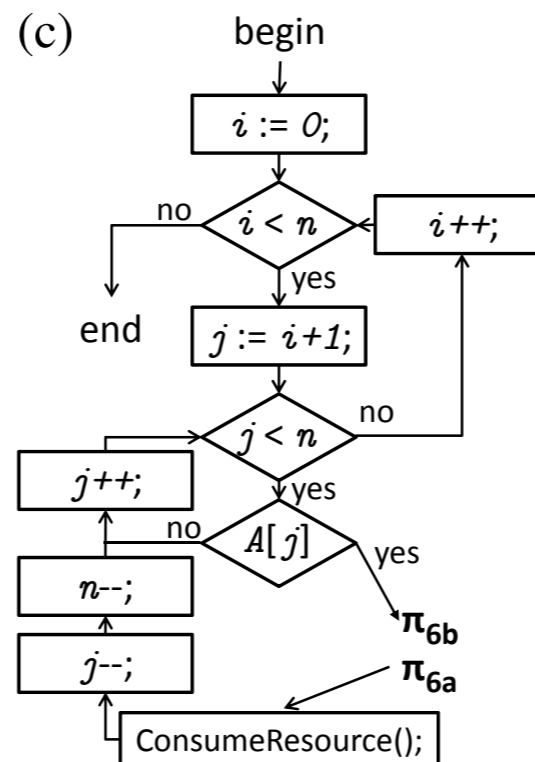 (c)
begin
i := 0;
no
i < n
i++;
yes
end
j := i+1;
j < n
no
j++;
yes
no
A[j]
yes
n--;
π6b
j--;
π6a
ConsumeResource();